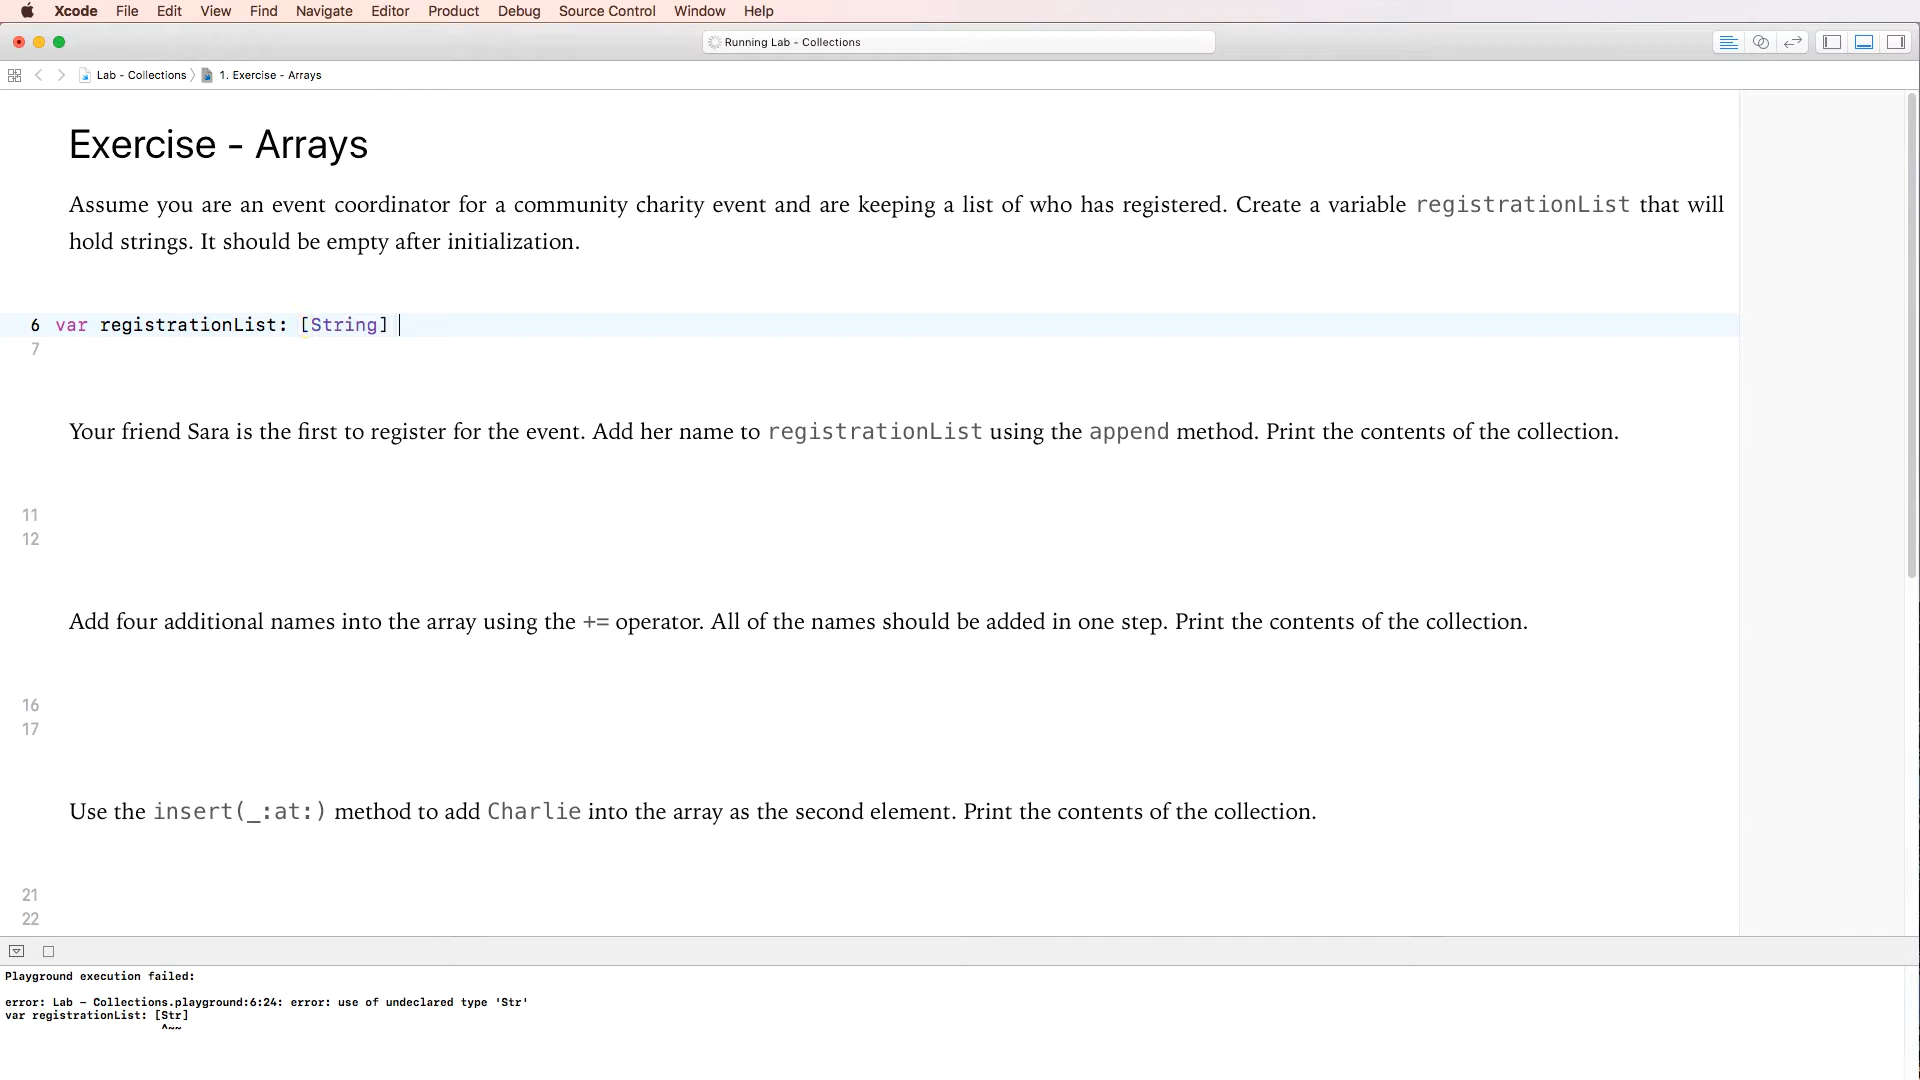 Xcode File Edit View Find Navigate Editor Product Debug Source Control Window Help
Running Lab - Collections
Lab - Collections 1. Exercise - Arrays
Exercise - Arrays
Assume you are an event coordinator for a community charity event and are keeping a list of who has registered. Create a variable registrationList that will
hold strings. It should be empty after initialization.
6 var registrationList: [String]
7
Your friend Sara is the first to register for the event. Add her name to registrationList using the append method. Print the contents of the collection.
11
12
Add four additional names into the array using the += operator. All of the names should be added in one step. Print the contents of the collection.
16
17
Use the insert(_:at:) method to add Charlie into the array as the second element. Print the contents of the collection.
21
22
Playground execution failed:
error: Lab - Collections.playground:6:24: error: use of undeclared type 'Str'
var registrationList: [Str]
^~~